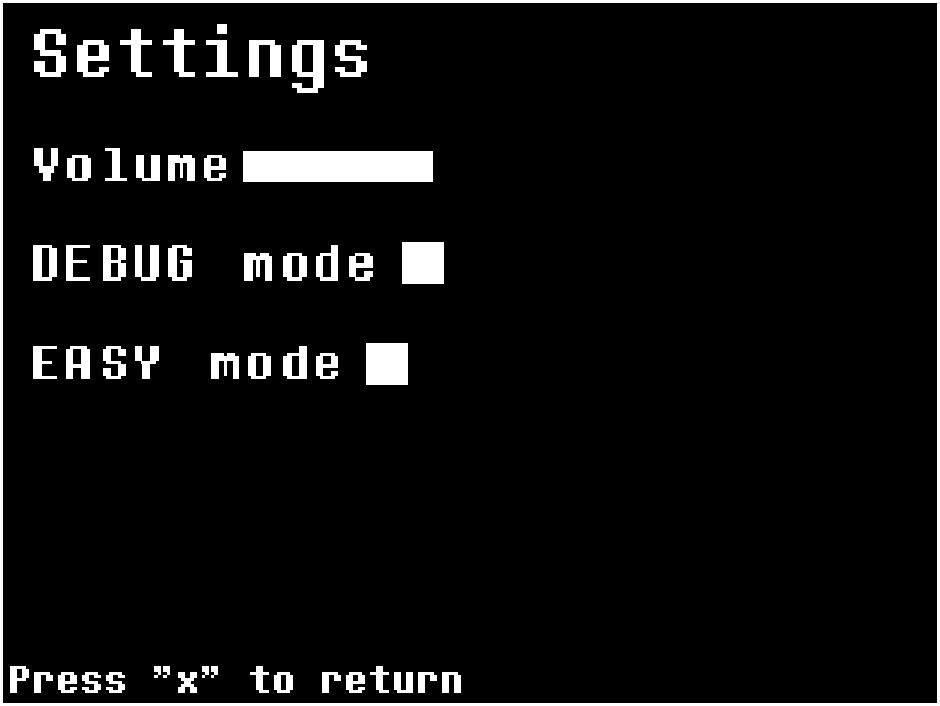 Settings
Volume
DEBUG mode
EASY mode
Press ”x” to return